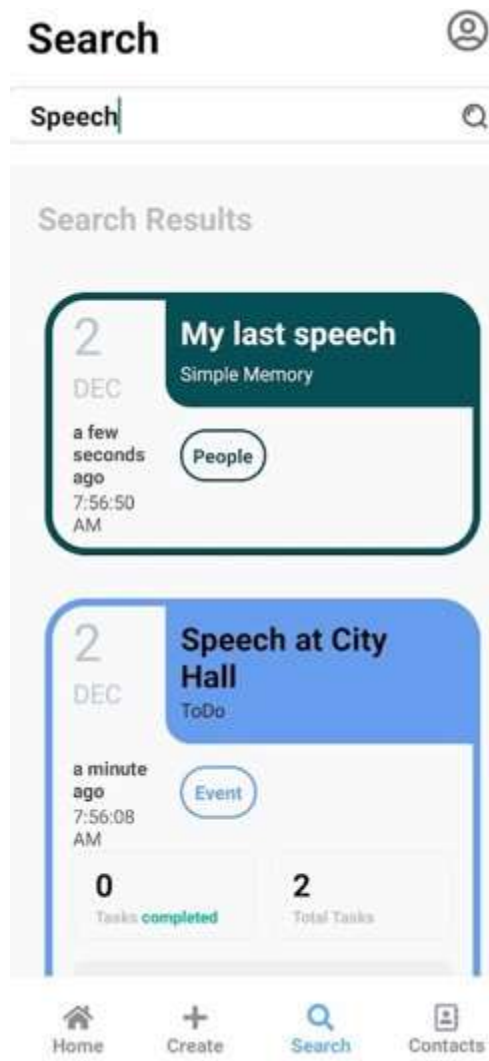 Search
Speech
Search Results
2
DEC
My last speech
Simple Memory
a few
seconds
ago
7:56:50
AM
People
2
DEC
Speech at City
Hall
ToDo
a minute
ago
7:56:08
AM
Event
0
Tasks completed
2
Total Tasks
Home
Create
Search
Contacts